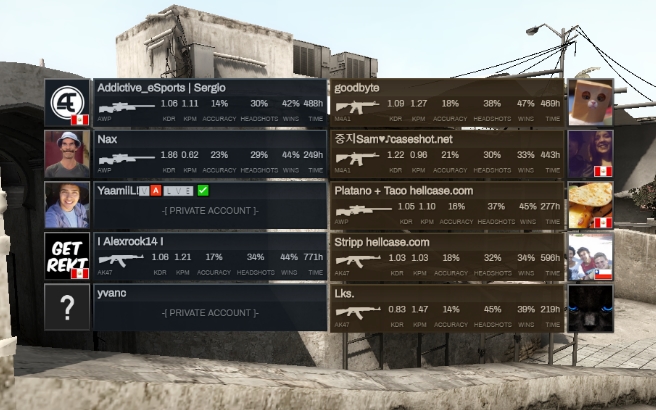 Addictive_eSports | Sergio
1.06 1.11 14% 30% 42% 488h
AWP KDR KPM ACCURACY HEADSHOTS WINS TIME
Nax
1.86 0.62 23% 29% 44% 249h
AWP KDR KPM ACCURACY HEADSHOTS WINS TIME
YaamiiL! V A L V E
-[ PRIVATE ACCOUNT -]-
GET REKT
I Alexrock14 I
1.08 1.21 17% 34% 44% 771h
AK47 KDR KPM ACCURACY HEADSHOTS WINS TIME
?
yvanc
-[ PRIVATE ACCOUNT -]-
goodbyte
1.09 1.27 18% 38% 47% 469h
M4A1 KDR KPM ACCURACY HEADSHOTS WINS TIME
중지Sam♥♪caseshot.net
1.22 0.96 21% 30% 33% 443h
M4A1 KDR KPM ACCURACY HEADSHOTS WINS TIME
Platano + Taco hellcase.com
1.05 1.10 16% 37% 45% 277h
AWP KDR KPM ACCURACY HEADSHOTS WINS TIME
Stripp hellcase.com
1.03 1.03 18% 32% 34% 596h
AK47 KDR KPM ACCURACY HEADSHOTS WINS TIME
Lks.
0.83 1.47 14% 45% 39% 219h
AK47 KDR KPM ACCURACY HEADSHOTS WINS TIME